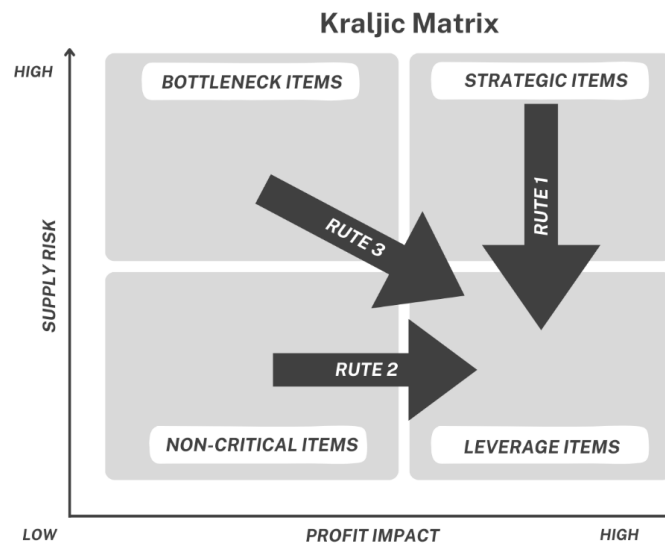 Kraljic Matrix
HIGH
BOTTLENECK ITEMS
STRATEGIC ITEMS
RUTE 1
RUTE 3
SUPPLY RISK
RUTE 2
NON-CRITICAL ITEMS
LEVERAGE ITEMS
LOW
PROFIT IMPACT
HIGH